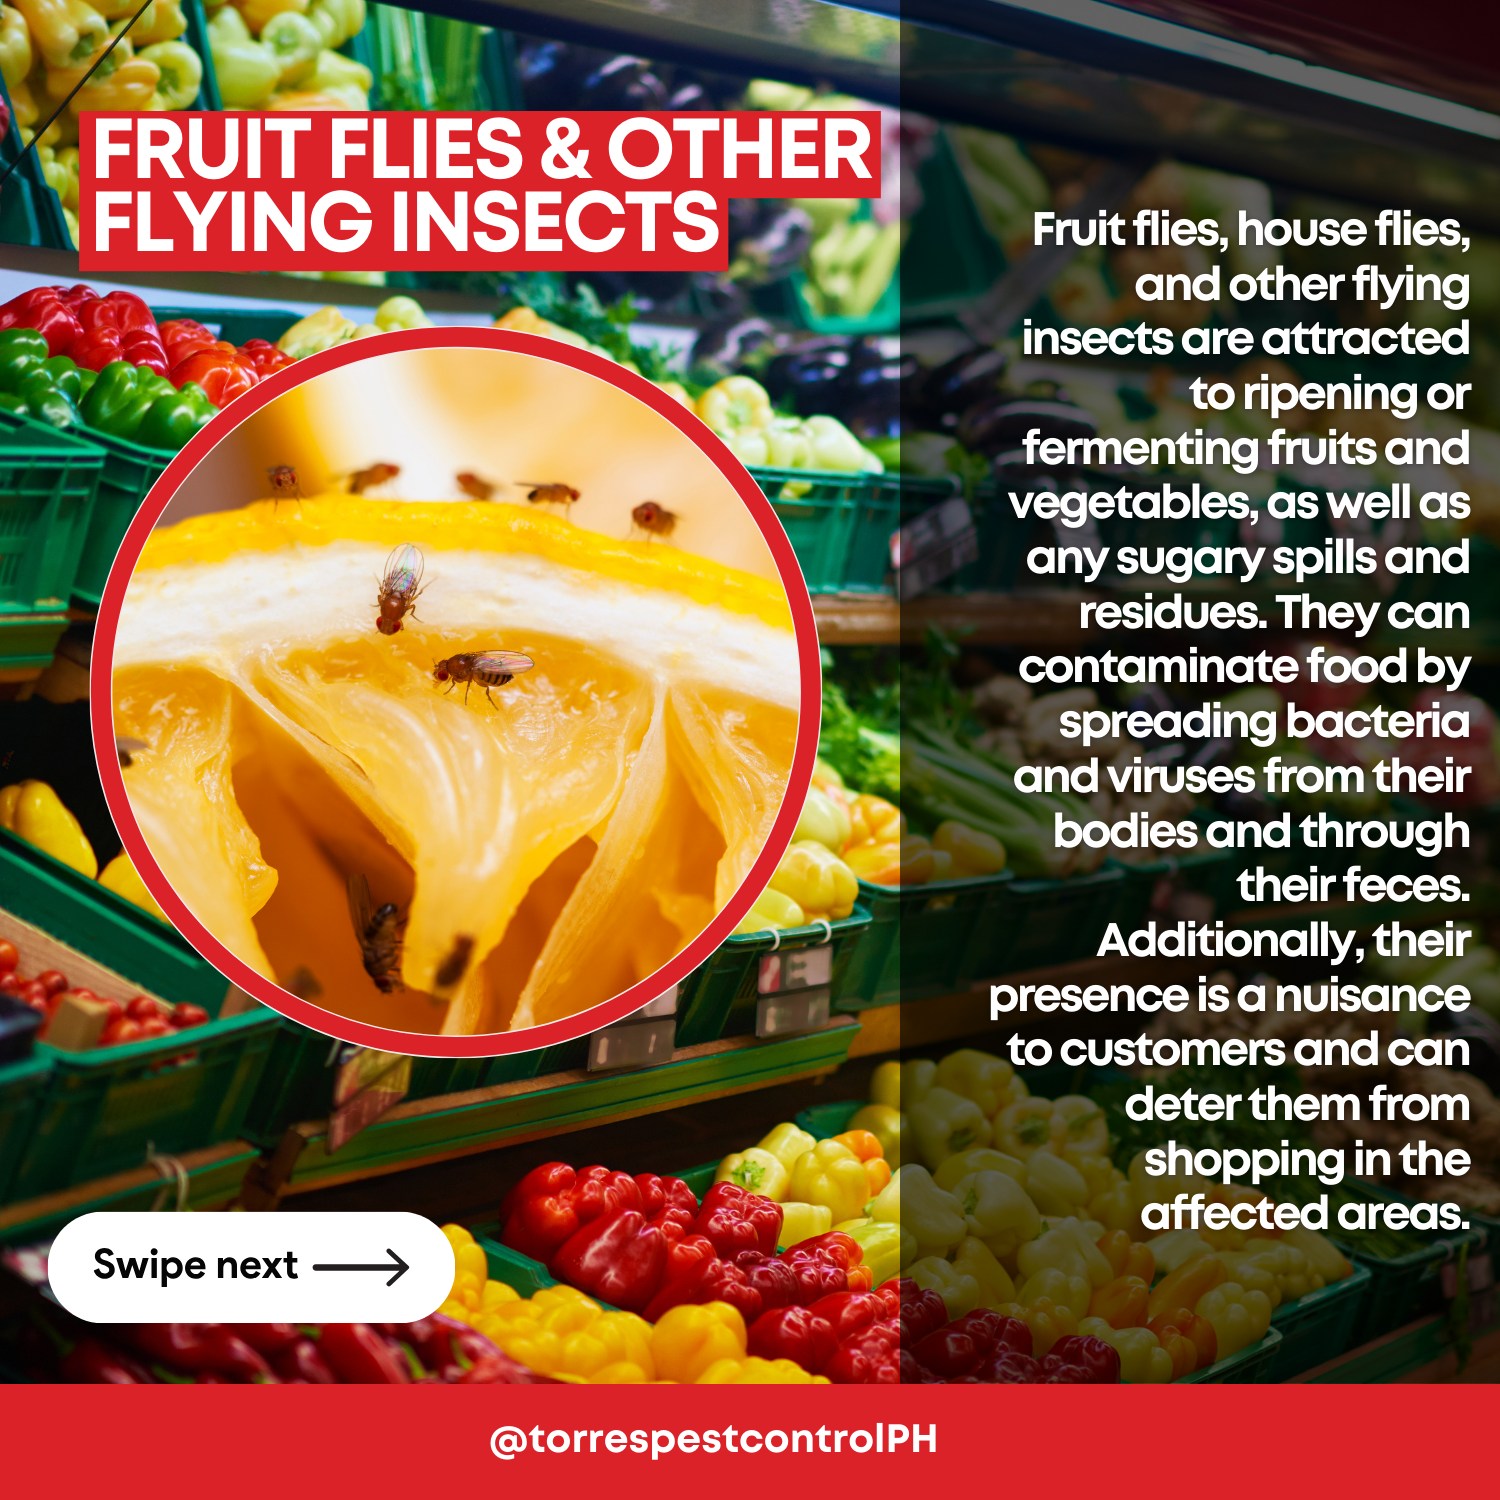 FRUIT FLIES & OTHER
FLYING INSECTS
Fruit flies, house flies,
and other flying
insects are attracted
to ripening or
fermenting fruits and
vegetables, as well as
any sugary spills and
residues. They can
contaminate food by
spreading bacteria
and viruses from their
bodies and through
their feces.
Additionally, their
presence is a nuisance
to customers and can
deter them from
shopping in the
affected areas.
Swipe next
@torrespestcontrolPH